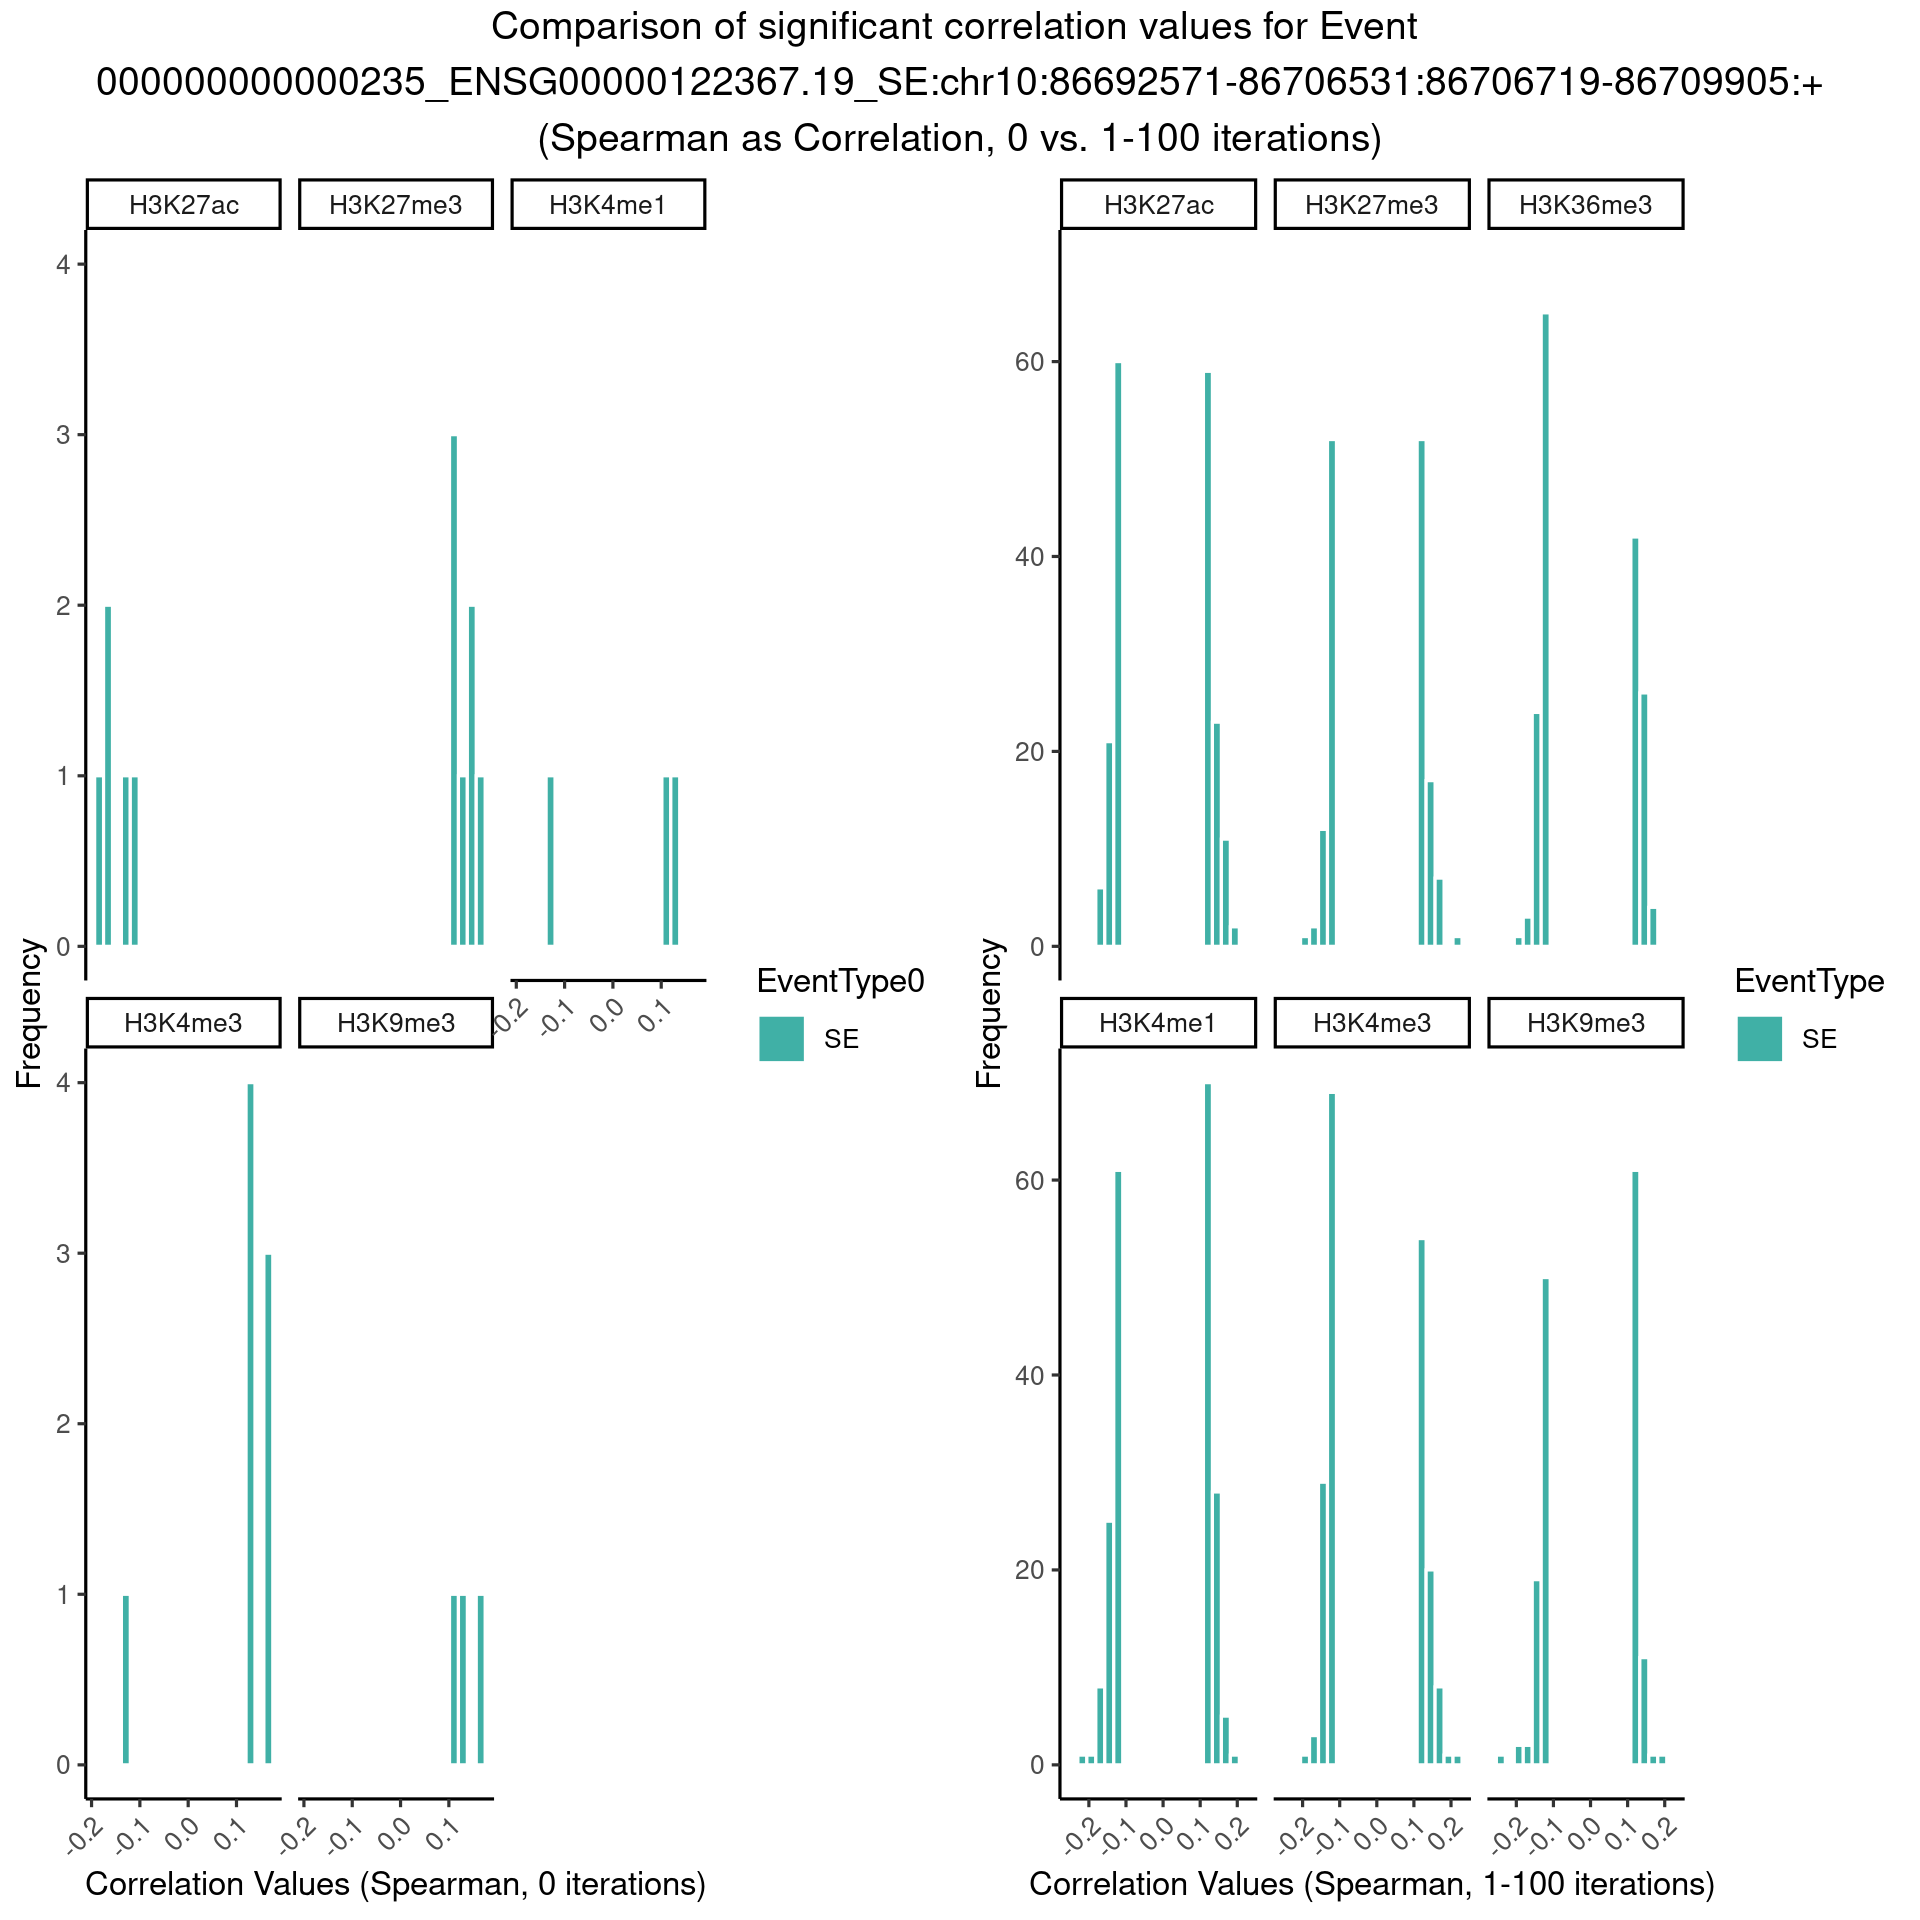 Comparison of significant correlation values for Event
000000000000235_ENSG00000122367.19_SE:chr10:86692571-86706531:86706719-86709905:+
(Spearman as Correlation, 0 vs. 1-100 iterations)
H3K27ac H3K27me3 H3K4me1
4
3
2
1
0
-0.2 -0.1 0.0 0.1
H3K4me3 H3K9me3
4
3
2
1
0
-0.2 -0.1 0.0 0.1 -0.2 -0.1 0.0 0.1
Frequency
Correlation Values (Spearman, 0 iterations)
EventType0
SE
H3K27ac H3K27me3 H3K36me3
60
40
20
0
H3K4me1 H3K4me3 H3K9me3
60
40
20
0
-0.2 -0.1 0.0 0.1 0.2 -0.2 -0.1 0.0 0.1 0.2 -0.2 -0.1 0.0 0.1 0.2
Frequency
Correlation Values (Spearman, 1-100 iterations)
EventType
SE